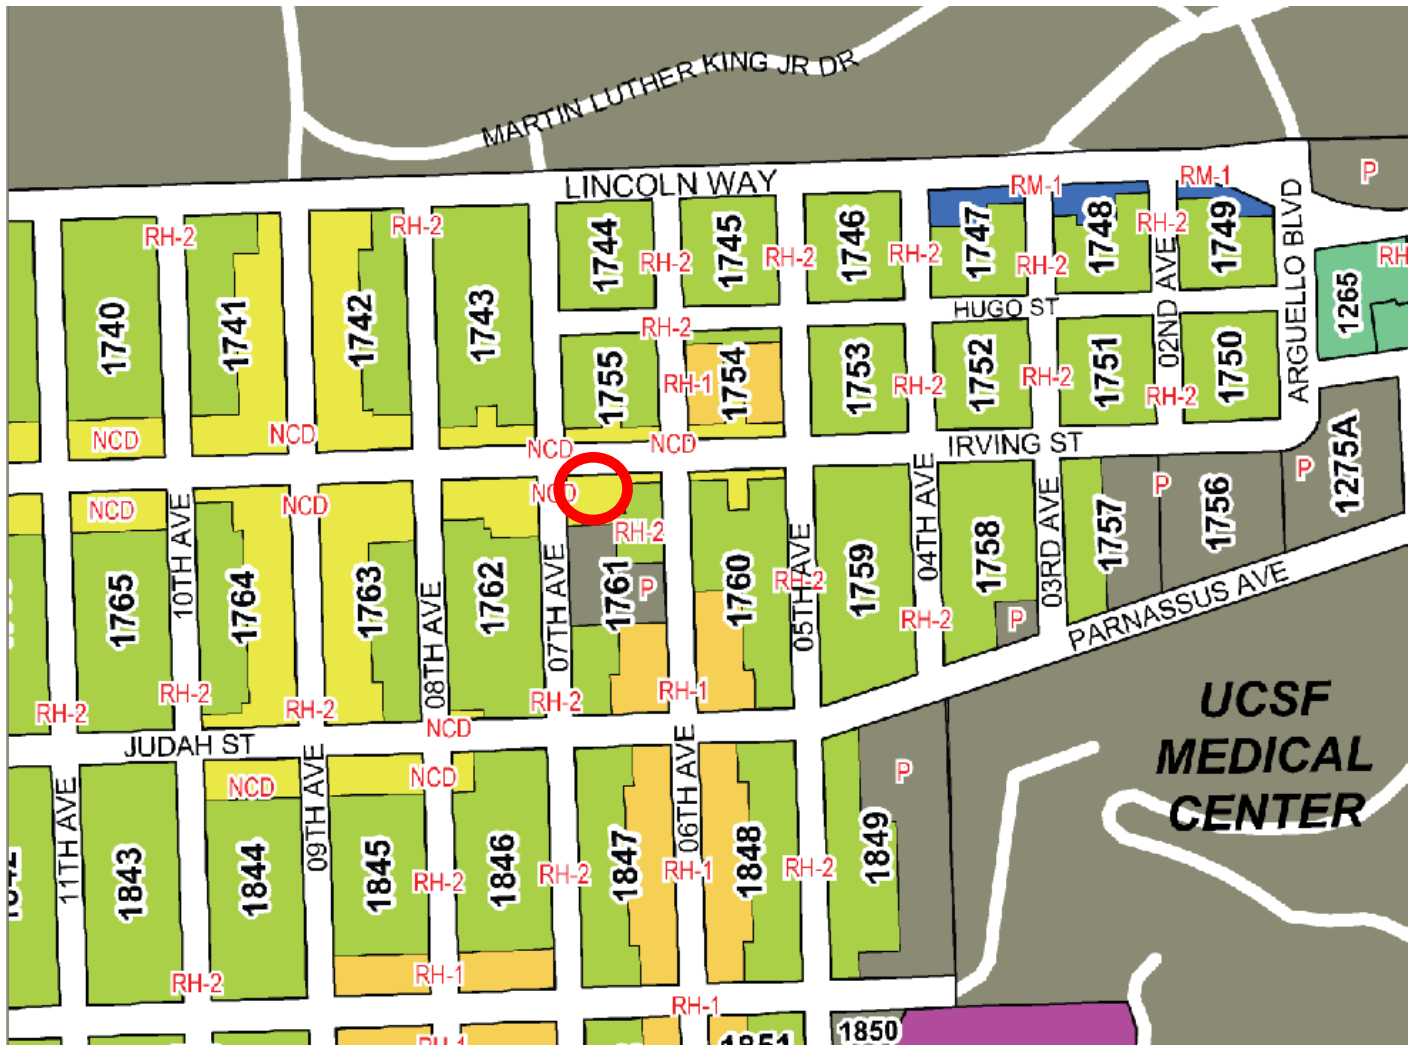 MARTIN LUTHER KING JR DR
LINCOLN WAY
P
RM-1
RM-1
RH-2
RH-2
1744
1745
1746
1747
1748
1749
RH-2
ARGUELLO BLVD
RH-2
RH-2
RH-2
RH-2
RH
1740
1741
1742
1743
HUGO ST
02ND AVE
1265
RH-2
1755
RH-1
1754
1753
RH-2
1752
RH-2
1751
RH-2
1750
NCD
NCD
NCD
NCD
IRVING ST
NCD
NCD
NCD
10TH AVE
RH-2
04TH AVE
03RD AVE
P
P
1757
1756
1275A
1765
1764
1763
08TH AVE
1762
07TH AVE
1761
P
1760
RH-2
05TH AVE
1759
RH-2
1758
P
PARNASSUS AVE
RH-2
RH-2
RH-2
RH-2
RH-1
NCD
JUDAH ST
UCSF
MEDICAL
CENTER
11TH AVE
NCD
09TH AVE
NCD
06TH AVE
P
1843
1844
1845
RH-2
1846
RH-2
1847
RH-1
1848
RH-2
1849
RH-2
RH-1
RH-1
RH-1
1851
1850